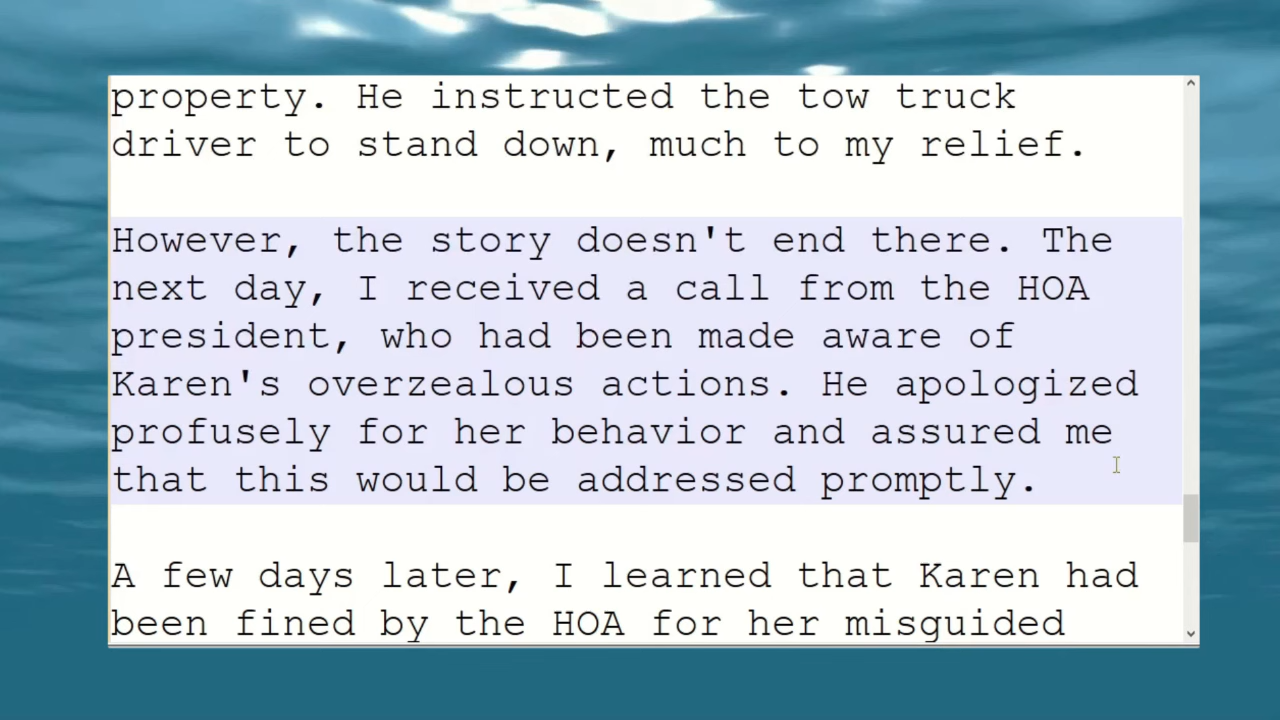 property. He instructed the tow truck
driver to stand down, much to my relief.
However, the story doesn't end there. The
next day, I received a call from the HOA
president, who had been made aware of
Karen's overzealous actions. He apologized
profusely for her behavior and assured me
that this would be addressed promptly.
A few days later, I learned that Karen had
been fined by the HOA for her misguided